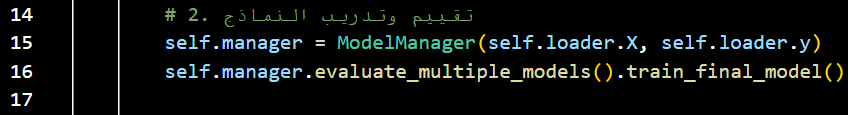 14 # 2. تقييم وتدريب النماذج
15 self.manager = ModelManager(self.loader.X, self.loader.y)
16 self.manager.evaluate_multiple_models().train_final_model()
17